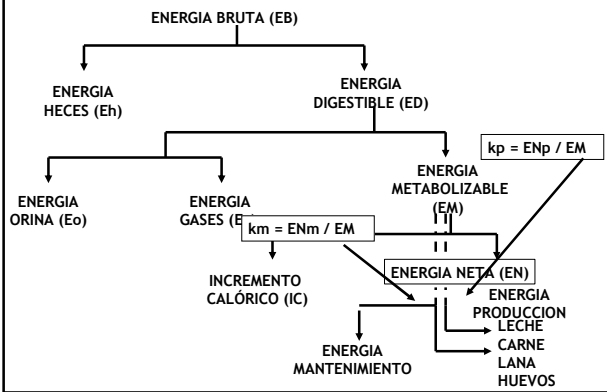 ENERGIA BRUTA (EB)
ENERGIA
HECES (Eh)
ENERGIA
DIGESTIBLE (ED)
kp = ENp / EM
ENERGIA
ORINA (Eo)
ENERGIA
GASES (E
ENERGIA
METABOLIZABLE
(EM)
km = ENm / EM
INCREMENTO
CALÓRICO (IC)
ENERGIA NETA (EN)
ENERGIA
PRODUCCION
LECHE
CARNE
LANA
HUEVOS
ENERGIA
MANTENIMIENTO